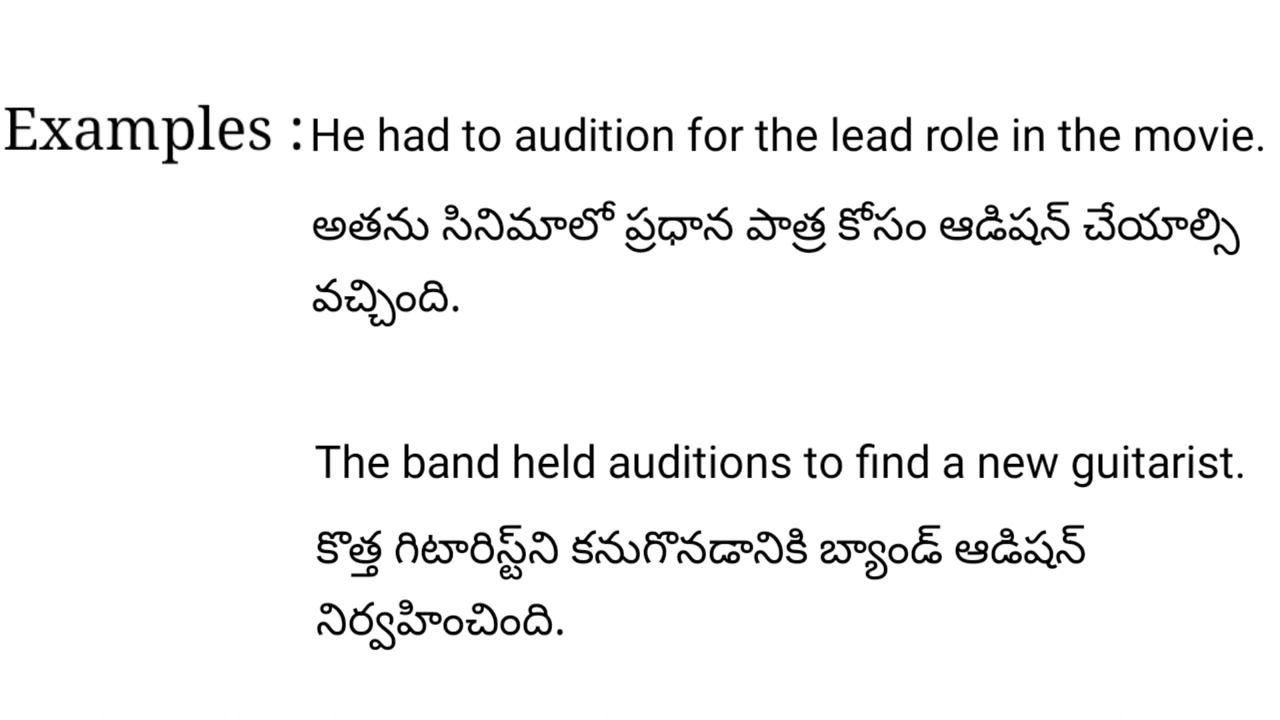 Examples : He had to audition for the lead role in the movie.
అతను సినిమాలో ప్రధాన పాత్ర కోసం ఆడిషన్ చేయాల్సి
వచ్చింది.
The band held auditions to find a new guitarist.
కొత్త గిటారిస్ట్‌ని కనుగొనడానికి బ్యాండ్ ఆడిషన్
నిర్వహించింది.